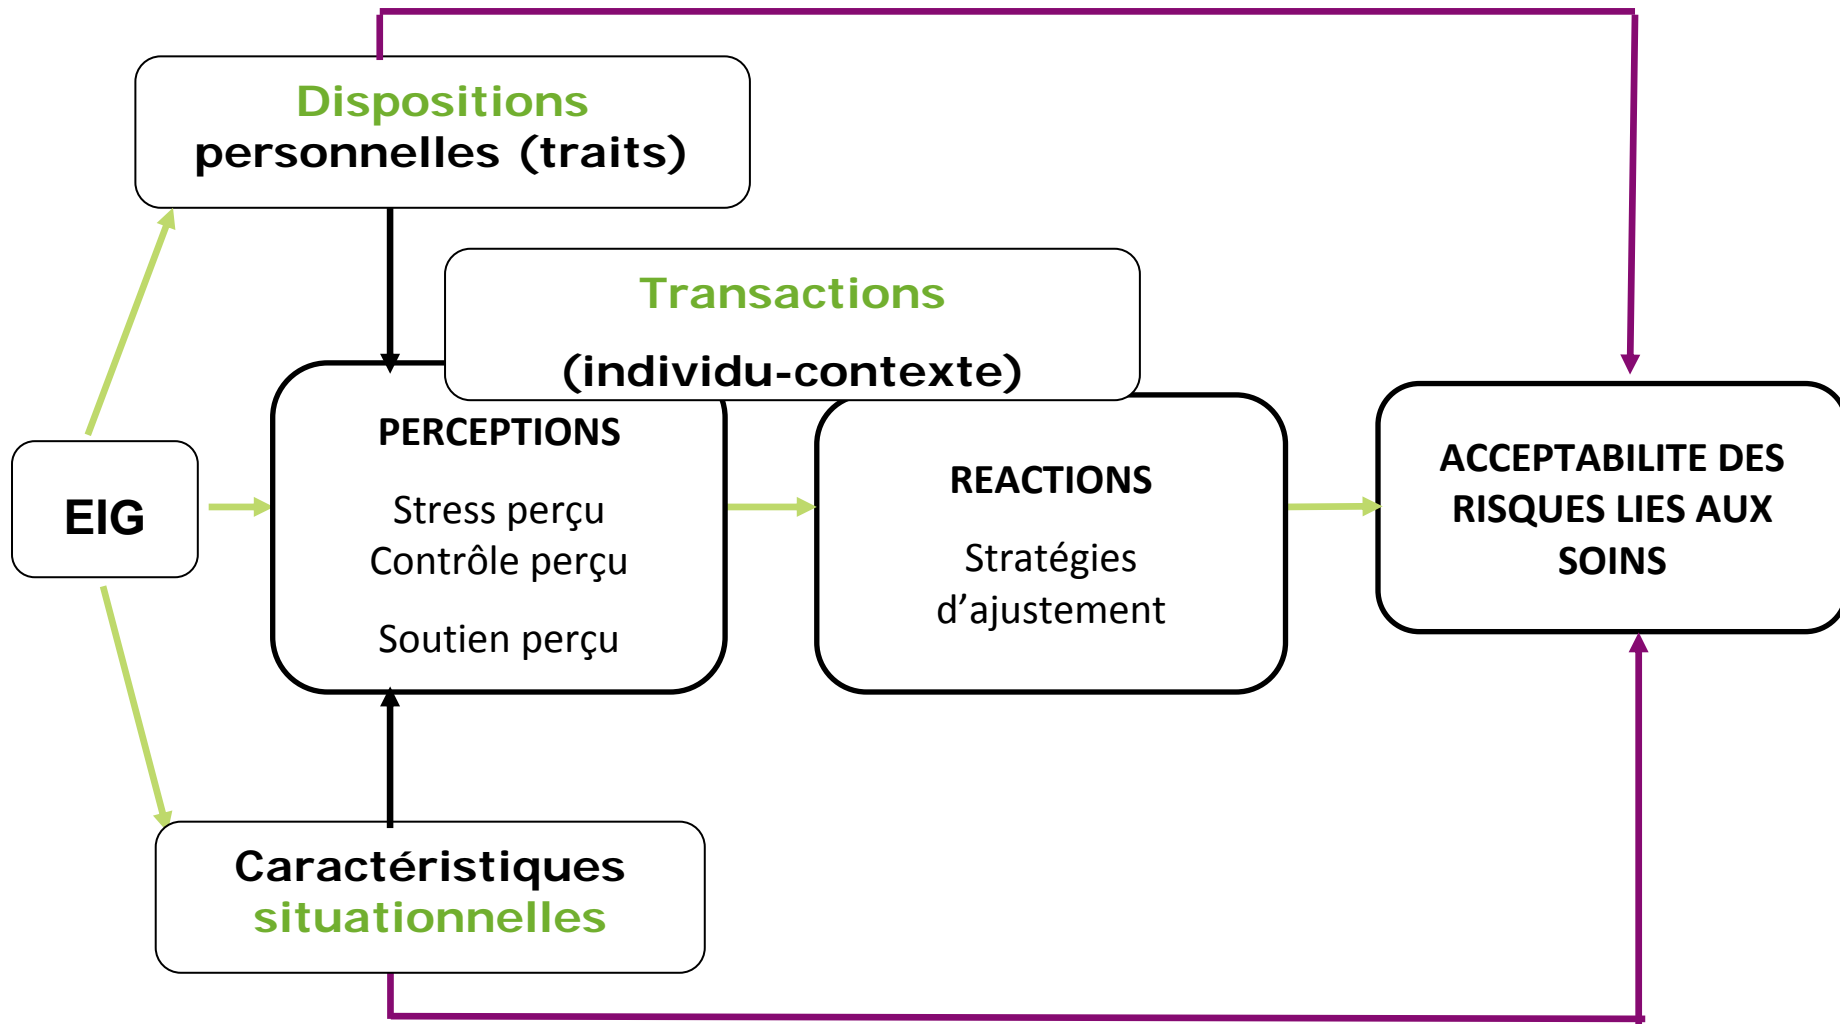 Dispositions
personnelles (traits)
Transactions
(individu-contexte)
EIG
PERCEPTIONS
Stress perçu
Contrôle perçu
Soutien perçu
REACTIONS
Stratégies
d’ajustement
ACCEPTABILITE DES
RISQUES LIES AUX
SOINS
Caractéristiques
situationnelles